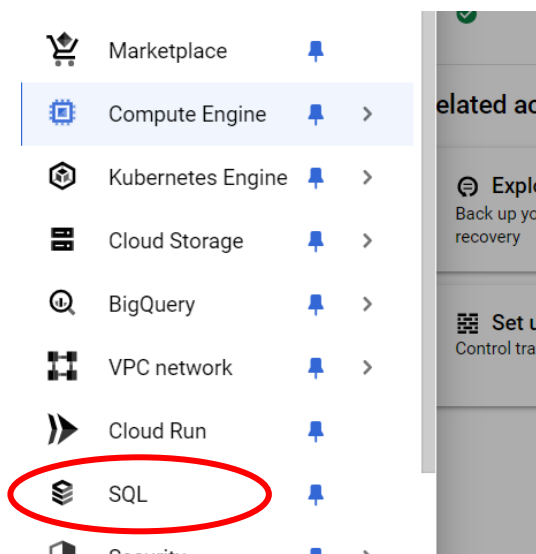 Marketplace
Compute Engine
Kubernetes Engine
Cloud Storage
BigQuery
VPC network
Cloud Run
SQL
Security
elated ac
Explo
Back up yo
recovery
Set u
Control tra